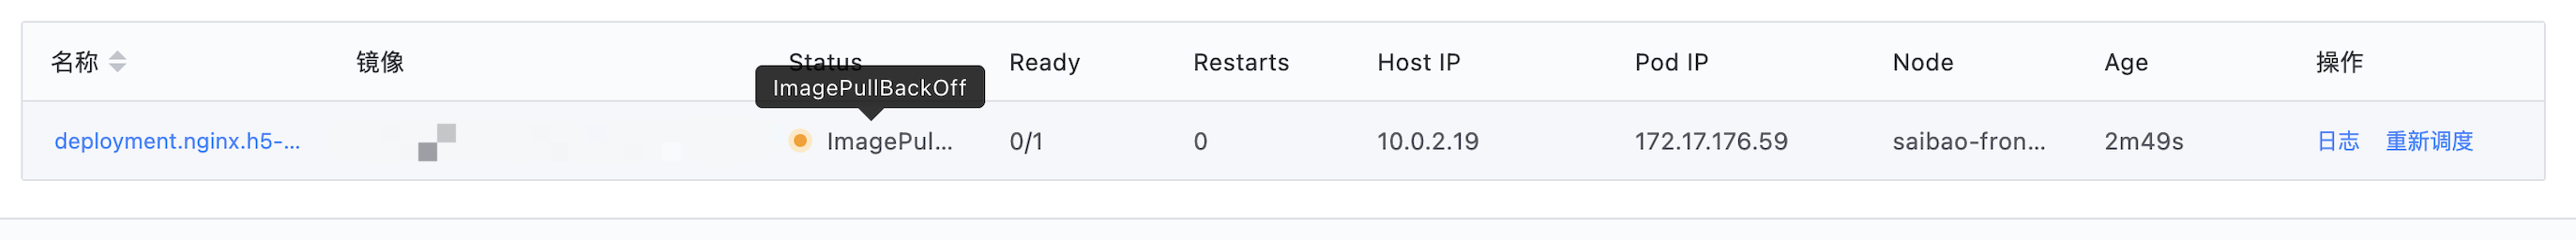 名称 镜像 Status Ready Restarts Host IP Pod IP Node Age 操作
ImagePullBackOff
deployment.nginx.h5-... ImagePul... 0/1 0 10.0.2.19 172.17.176.59 saibao-fron... 2m49s 日志 重新调度